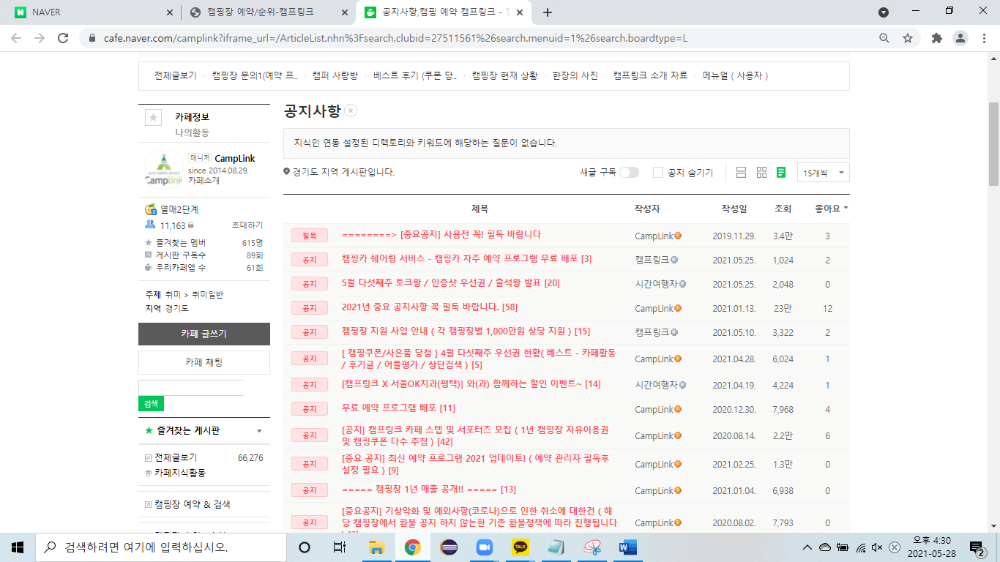 NAVER
캠핑장 예약/순위-캠프링크
공지사항,캠핑 예약 캠프링크 -
cafe.naver.com/camplink?iframe_url=/ArticleList.nhn%3Fsearch.clubid=27511561%26search.menuid=1%26search.boardtype=L
전체글보기 · 캠핑장 문의1(예약 프.. · 캠퍼 사랑방 · 베스트 후기 (쿠폰 당.. · 캠핑장 현재 상황 · 한장의 사진 · 캠프링크 소개 자료 · 메뉴얼 ( 사용자 )
카페정보
나의활동
매니저 CampLink
since 2014.08.29.
카페소개
Camplink
열매2단계
11,163 초대하기
즐겨찾는 멤버 615명
게시판 구독수 89회
우리카페앱 수 61회
주제 취미 > 취미일반
지역 경기도
카페 글쓰기
카페 채팅
검색
즐겨찾는 게시판
전체글보기 66,276
카페지식활동
캠핑장 예약 & 검색
공지사항
지식인 연동 설정된 디렉토리와 키워드에 해당하는 질문이 없습니다.
경기도 지역 게시판입니다.
새글 구독 공지 숨기기 15개씩
제목 작성자 작성일 조회 좋아요
필독 ========> [중요공지] 사용전 꼭! 필독 바랍니다 CampLink 2019.11.29. 3.4만 3
공지 캠핑카 쉐어링 서비스 - 캠핑카 차주 예약 프로그램 무료 배포 [3] 캠프링크 2021.05.25. 1,024 2
공지 5월 다섯째주 토크왕 / 인증샷 우선권 / 출석왕 발표 [20] 시간여행자 2021.05.25. 2,048 0
공지 2021년 중요 공지사항 꼭 필독 바랍니다. [58] CampLink 2021.01.13. 23만 12
공지 캠핑장 지원 사업 안내 ( 각 캠핑장별 1,000만원 상당 지원 ) [15] 캠프링크 2021.05.10. 3,322 2
공지 [ 캠핑쿠폰/사은품 당첨 ] 4월 다섯째주 우선권 현황( 베스트 - 카페활동
/ 후기글 / 어플평가 / 상단검색 ) [5] CampLink 2021.04.28. 6,024 1
공지 [캠프링크 X 서울OK치과(평택)] 와(과) 함께하는 할인 이벤트~ [14] 시간여행자 2021.04.19. 4,224 1
공지 무료 예약 프로그램 배포 [11] CampLink 2020.12.30. 7,968 4
공지 [공지] 캠프링크 카페 스텝 및 서포터즈 모집 ( 1년 캠핑장 자유이용권
및 캠핑쿠폰 다수 추첨 ) [42] CampLink 2020.08.14. 2.2만 6
공지 [중요 공지] 최신 예약 프로그램 2021 업데이트! ( 예약 관리자 필독후
설정 필요 ) [9] CampLink 2021.02.25. 1.3만 0
공지 ===== 캠핑장 1년 매출 공개!! ===== [13] CampLink 2021.01.04. 6,938 0
공지 [중요공지] 기상악화 및 예외사항(코로나)으로 인한 취소에 대한건 ( 해
당 캠핑장에서 환불 공지 하지 않는한 기존 환불정책에 따라 진행됩니다 CampLink 2020.08.02. 7,793 0
검색하려면 여기에 입력하십시오.
TALK
오후 4:30
2021-05-28
2